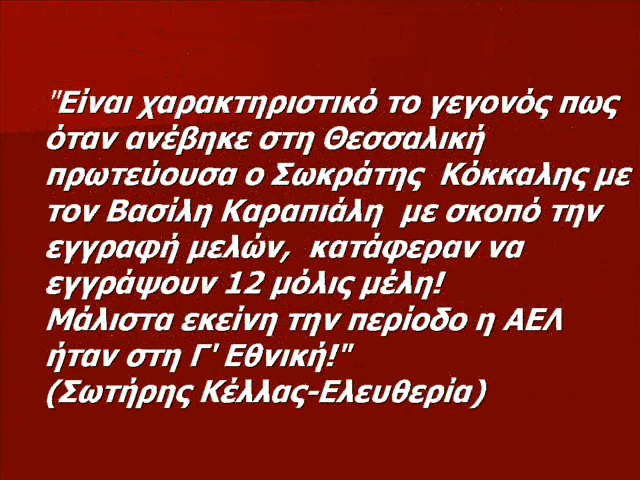 "Είναι χαρακτηριστικό το γεγονός πως
όταν ανέβηκε στη Θεσσαλική
πρωτεύουσα ο Σωκράτης Κόκκαλης με
τον Βασίλη Καραπιάλη με σκοπό την
εγγραφή μελών, κατάφεραν να
εγγράψουν 12 μόλις μέλη!
Μάλιστα εκείνη την περίοδο η ΑΕΛ
ήταν στη Γ' Εθνική!"
(Σωτήρης Κέλλας-Ελευθερία)